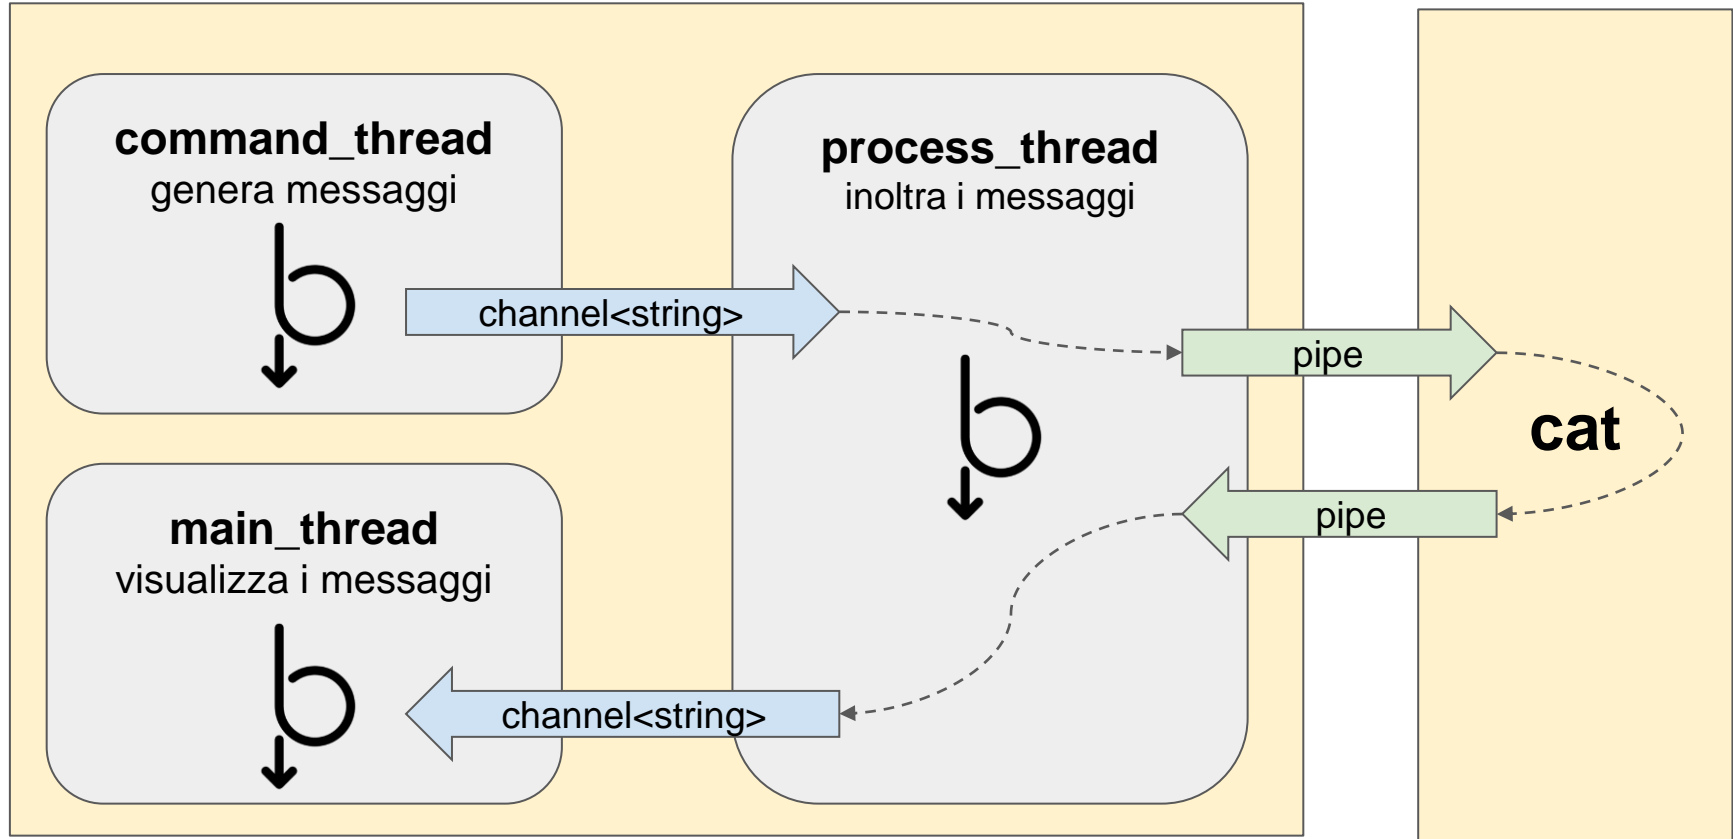 command_thread
genera messaggi
channel<string>
process_thread
inoltra i messaggi
pipe
cat
pipe
main_thread
visualizza i messaggi
channel<string>